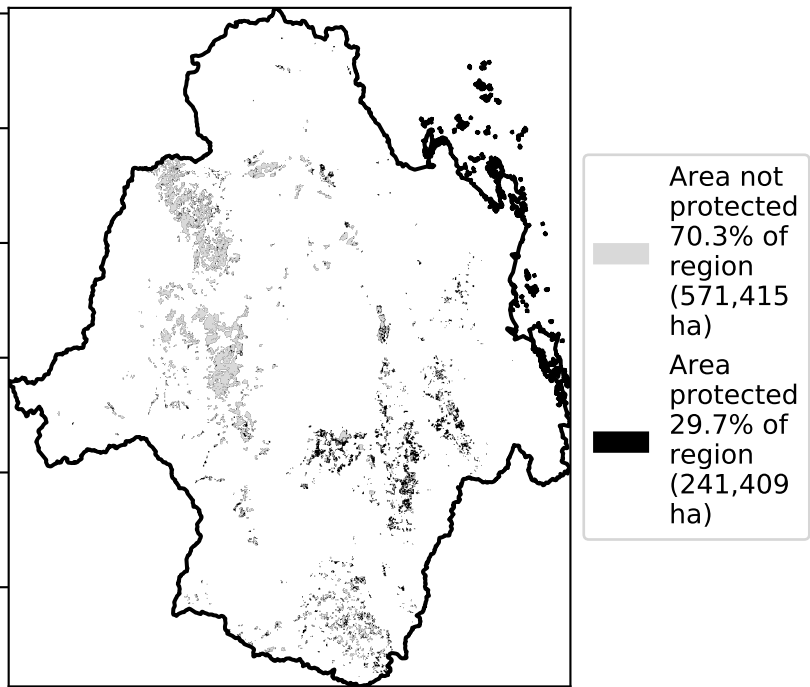 Area not
protected
70.3% of
region
(571,415
ha)
Area
protected
29.7% of
region
(241,409
ha)